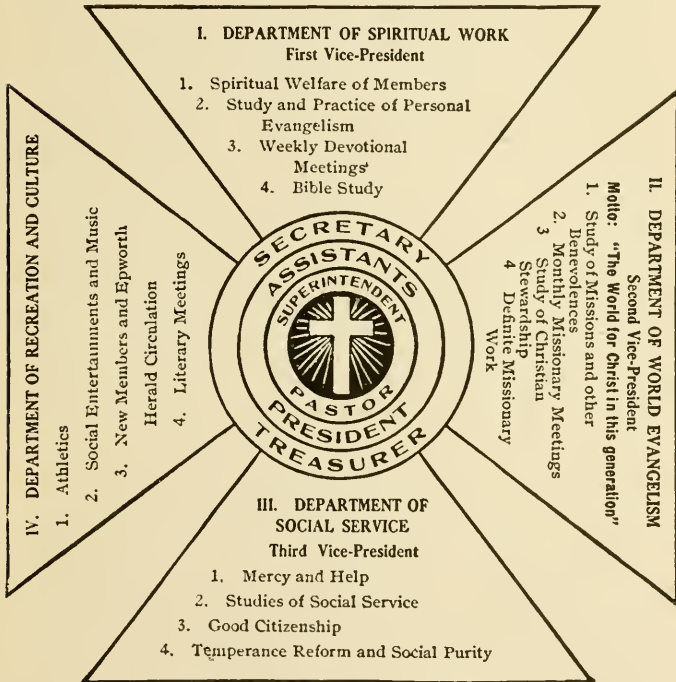 I. DEPARTMENT OF SPIRITUAL WORK
First Vice-President
1. Spiritual Welfare of Members
2. Study and Practice of Personal
Evangelism
3. Weekly Devotional
Meetings
4. Bible Study
II. DEPARTMENT OF WORLD EVANGELISM
Second Vice-President
Motto: "The World for Christ in this generation"
1. Study of Missions and other
Benevolences
2. Monthly Missionary Meetings
3 Study of Christian
Stewardship
4 Definite Missionary
Work
III. DEPARTMENT OF
SOCIAL SERVICE
Third Vice-President
1. Mercy and Help
2. Studies of Social Service
3. Good Citizenship
4. Temperance Reform and Social Purity
IV. DEPARTMENT OF RECREATION AND CULTURE
1. Athletics
2. Social Entertainments and Music
3. New Members and Epworth
Herald Circulation
4. Literary Meetings
SECRETARY
ASSISTANTS
SUPERINTENDENT
PASTOR
PRESIDENT
TREASURER